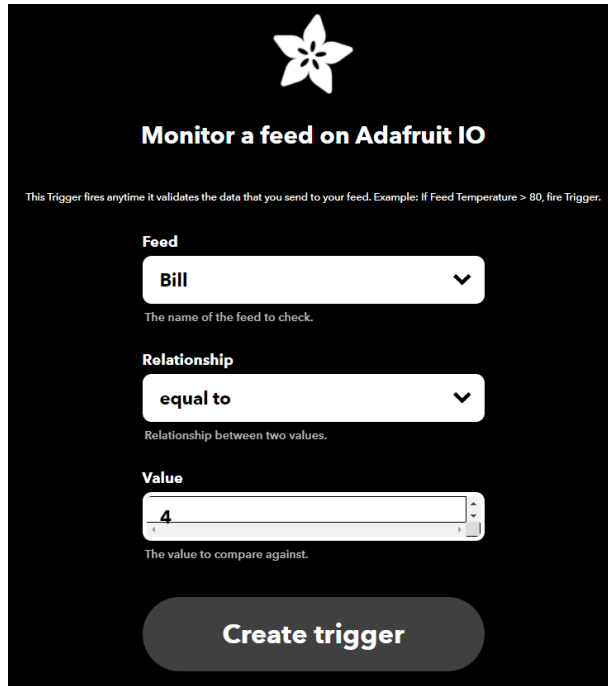 Monitor a feed on Adafruit IO
This Trigger fires anytime it validates the data that you send to your feed. Example: If Feed Temperature > 80, fire Trigger.
Feed
Bill
The name of the feed to check.
Relationship
equal to
Relationship between two values.
Value
4
The value to compare against.
Create trigger